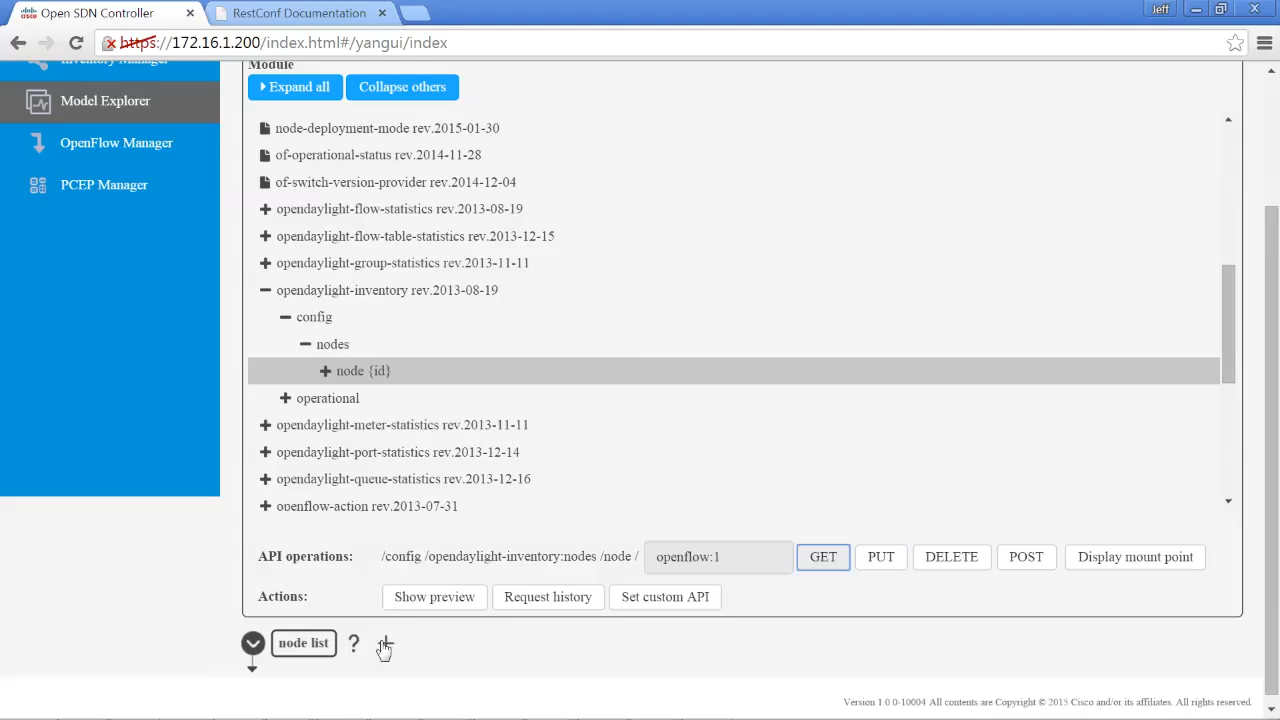 Open SDN Controller
RestConf Documentation
Jeff
https://172.16.1.200/index.html#/yangui/index
Inventory Manager
Model Explorer
OpenFlow Manager
PCEP Manager
Module
Expand all
Collapse others
node-deployment-mode rev.2015-01-30
of-operational-status rev.2014-11-28
of-switch-version-provider rev.2014-12-04
opendaylight-flow-statistics rev.2013-08-19
opendaylight-flow-table-statistics rev.2013-12-15
opendaylight-group-statistics rev.2013-11-11
opendaylight-inventory rev.2013-08-19
config
nodes
node {id}
operational
opendaylight-meter-statistics rev.2013-11-11
opendaylight-port-statistics rev.2013-12-14
opendaylight-queue-statistics rev.2013-12-16
openflow-action rev.2013-07-31
API operations: /config /opendaylight-inventory:nodes /node / openflow:1 GET PUT DELETE POST Display mount point
Actions: Show preview Request history Set custom API
node list ? +
Version 1.0.0-10004 All contents are Copyright © 2015 Cisco and/or its affiliates. All rights reserved.